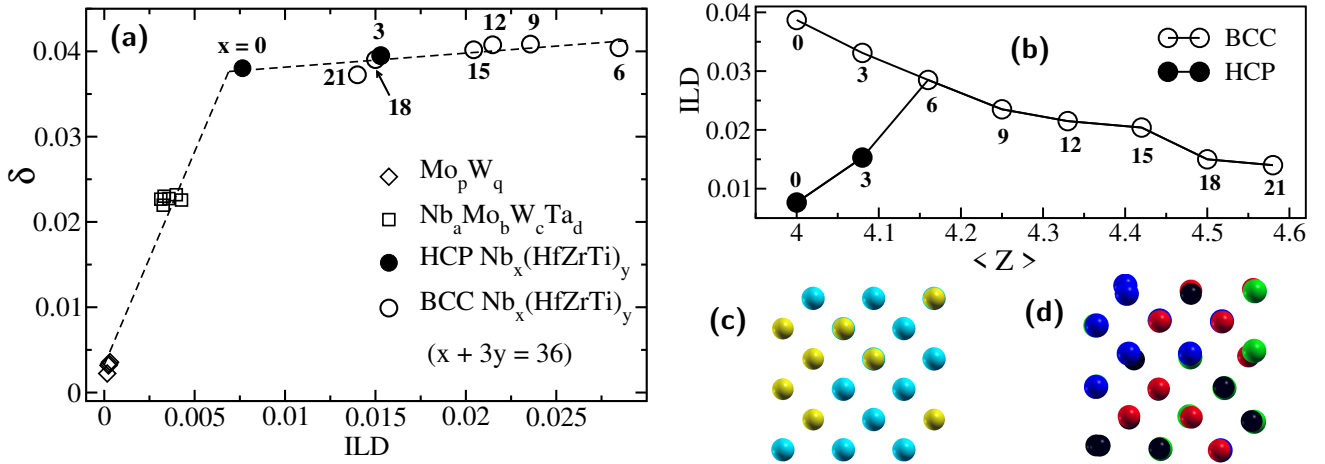 (a)
0.04
0.03
0.02
0.01
0
δ
x = 0
3
12
9
21
18
15
6
Mo_pW_q
Nb_aMo_bW_cTa_d
HCP Nb_x(HfZrTi)_y
BCC Nb_x(HfZrTi)_y
(x + 3y = 36)
0 0.005 0.01 0.015 0.02 0.025
ILD
(b)
0.04
0.03
0.02
0.01
ILD
BCC
HCP
0
3
6
9
12
15
18
21
0
3
4 4.1 4.2 4.3 4.4 4.5 4.6
< Z >
(c)
(d)